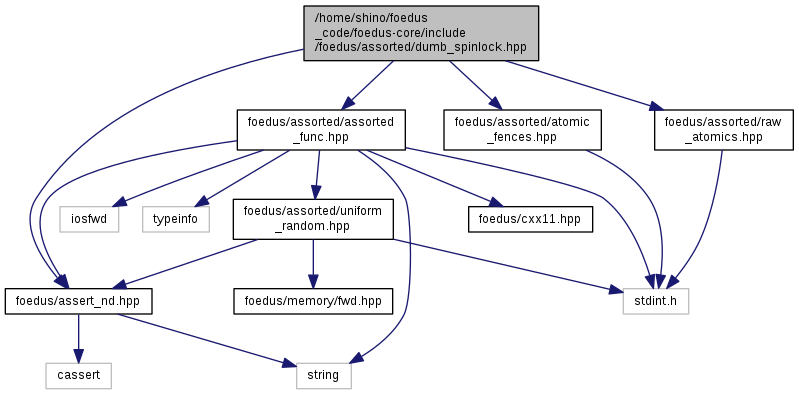 /home/shino/foedus
_code/foedus-core/include
/foedus/assorted/dumb_spinlock.hpp
foedus/assorted/assorted
_func.hpp
foedus/assorted/atomic
_fences.hpp
foedus/assorted/raw
_atomics.hpp
iosfwd
typeinfo
foedus/assorted/uniform
_random.hpp
foedus/cxx11.hpp
foedus/assert_nd.hpp
foedus/memory/fwd.hpp
stdint.h
cassert
string